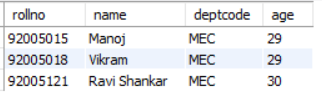 rollno name deptcode age
92005015 Manoj MEC 29
92005018 Vikram MEC 29
92005121 Ravi Shankar MEC 30